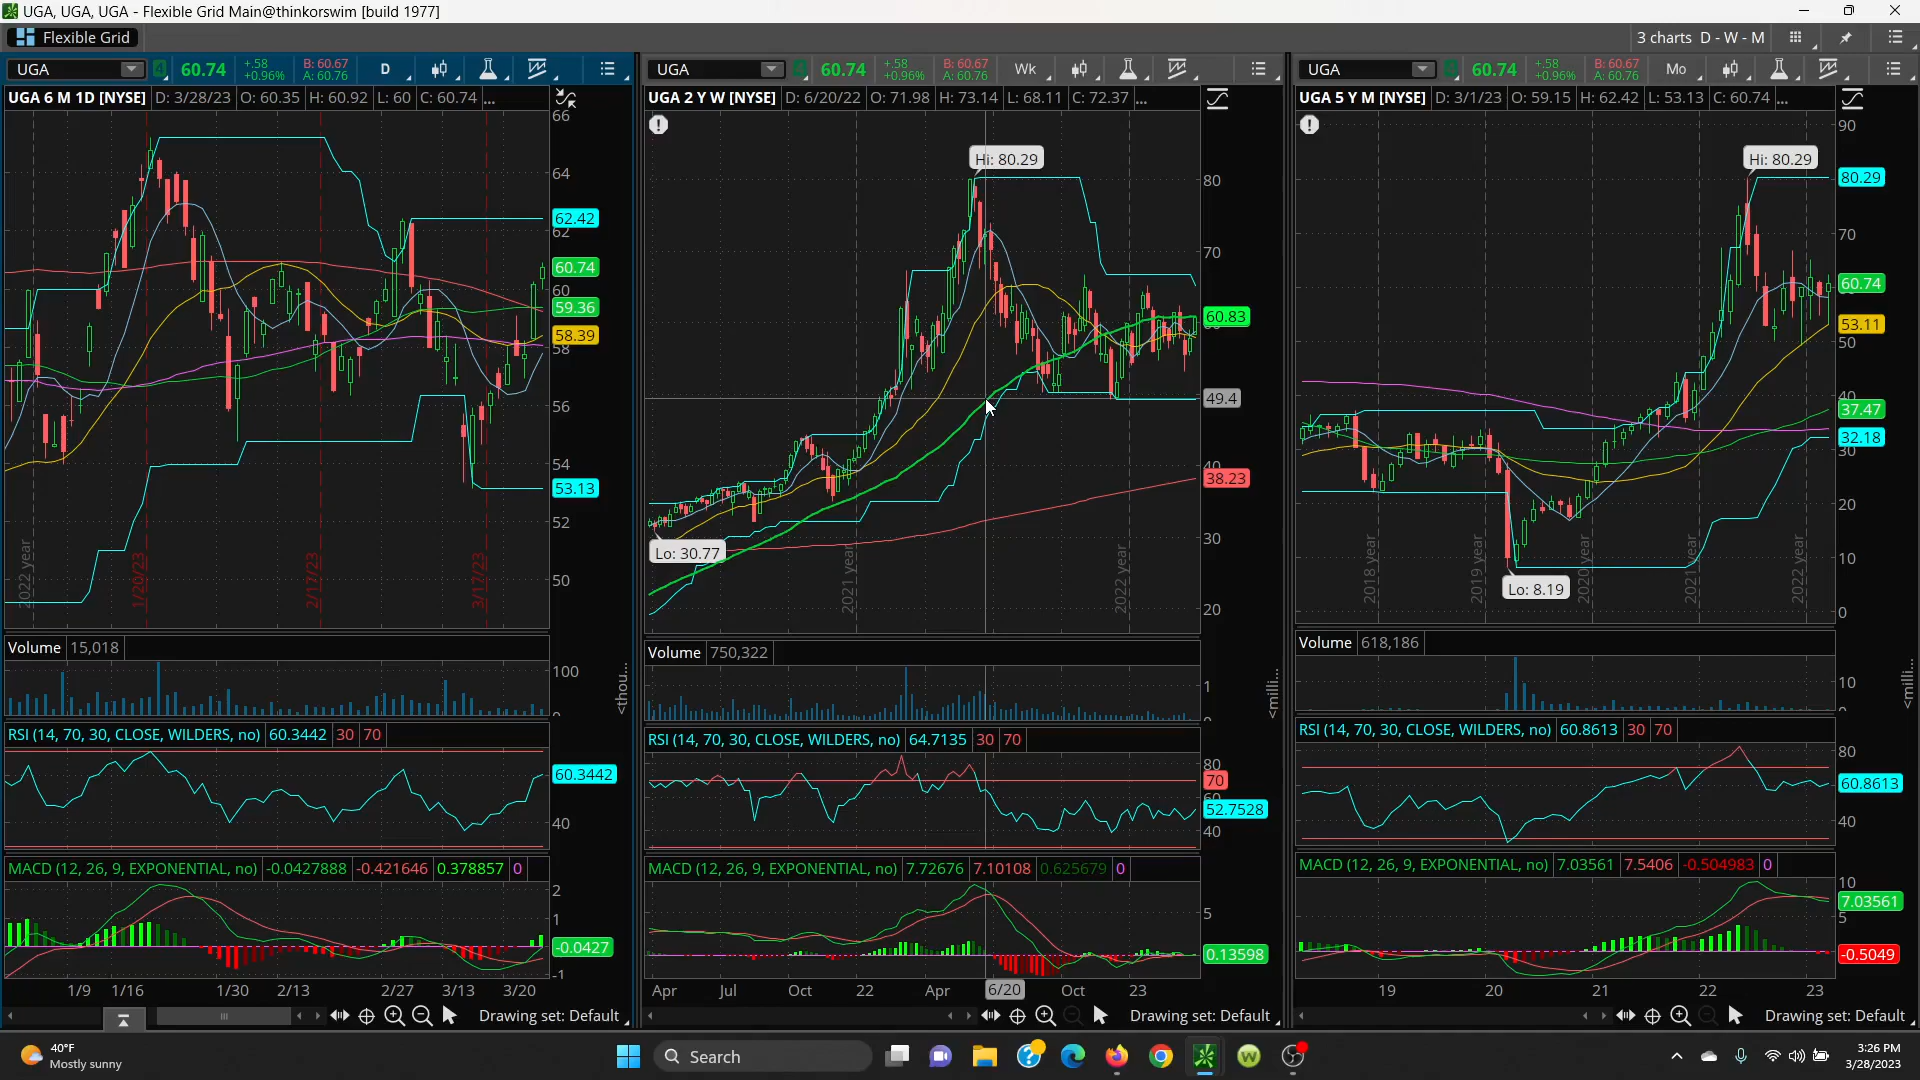 UGA, UGA, UGA - Flexible Grid Main@thinkorswim [build 1977]
Flexible Grid
3 charts D - W - M
UGA 60.74 +.58 +0.96% B: 60.67 A: 60.76 D
UGA 60.74 +.58 +0.96% B: 60.67 A: 60.76 Wk
UGA 60.74 +.58 +0.96% B: 60.67 A: 60.76 Mo
UGA 6 M 1D [NYSE] D: 3/28/23 O: 60.35 H: 60.92 L: 60 C: 60.74 ...
66
64
62.42
62
60.74
60
59.36
58.39
58
56
54
53.13
52
50
2022 year
1/20/23
2/17/23
3/17/23
Volume 15,018
100
<thou...
RSI (14, 70, 30, CLOSE, WILDERS, no) 60.3442 30 70
60.3442
40
MACD (12, 26, 9, EXPONENTIAL, no) -0.0427888 -0.421646 0.378857 0
2
1
-0.0427
-1
1/9 1/16 1/30 2/13 2/27 3/13 3/20
Drawing set: Default
UGA 2 Y W [NYSE] D: 6/20/22 O: 71.98 H: 73.14 L: 68.11 C: 72.37 ...
Hi: 80.29
80
70
60.83
49.4
40
38.23
30
20
Lo: 30.77
2021 year
2022 year
Volume 750,322
1
<milli...
RSI (14, 70, 30, CLOSE, WILDERS, no) 64.7135 30 70
80
70
60
52.7528
40
MACD (12, 26, 9, EXPONENTIAL, no) 7.72676 7.10108 0.625679 0
5
0.13598
Apr Jul Oct 22 Apr 6/20 Oct 23
Drawing set: Default
UGA 5 Y M [NYSE] D: 3/1/23 O: 59.15 H: 62.42 L: 53.13 C: 60.74 ...
Hi: 80.29
90
80.29
70
60.74
53.11
50
40
37.47
32.18
30
20
10
0
Lo: 8.19
2018 year
2019 year
2020 year
2021 year
2022 year
Volume 618,186
10
<milli...
RSI (14, 70, 30, CLOSE, WILDERS, no) 60.8613 30 70
80
60.8613
40
MACD (12, 26, 9, EXPONENTIAL, no) 7.03561 7.5406 -0.504983 0
10
7.03561
5
-0.5049
19 20 21 22 23
Drawing set: Default
40°F
Mostly sunny
Search
3:26 PM
3/28/2023